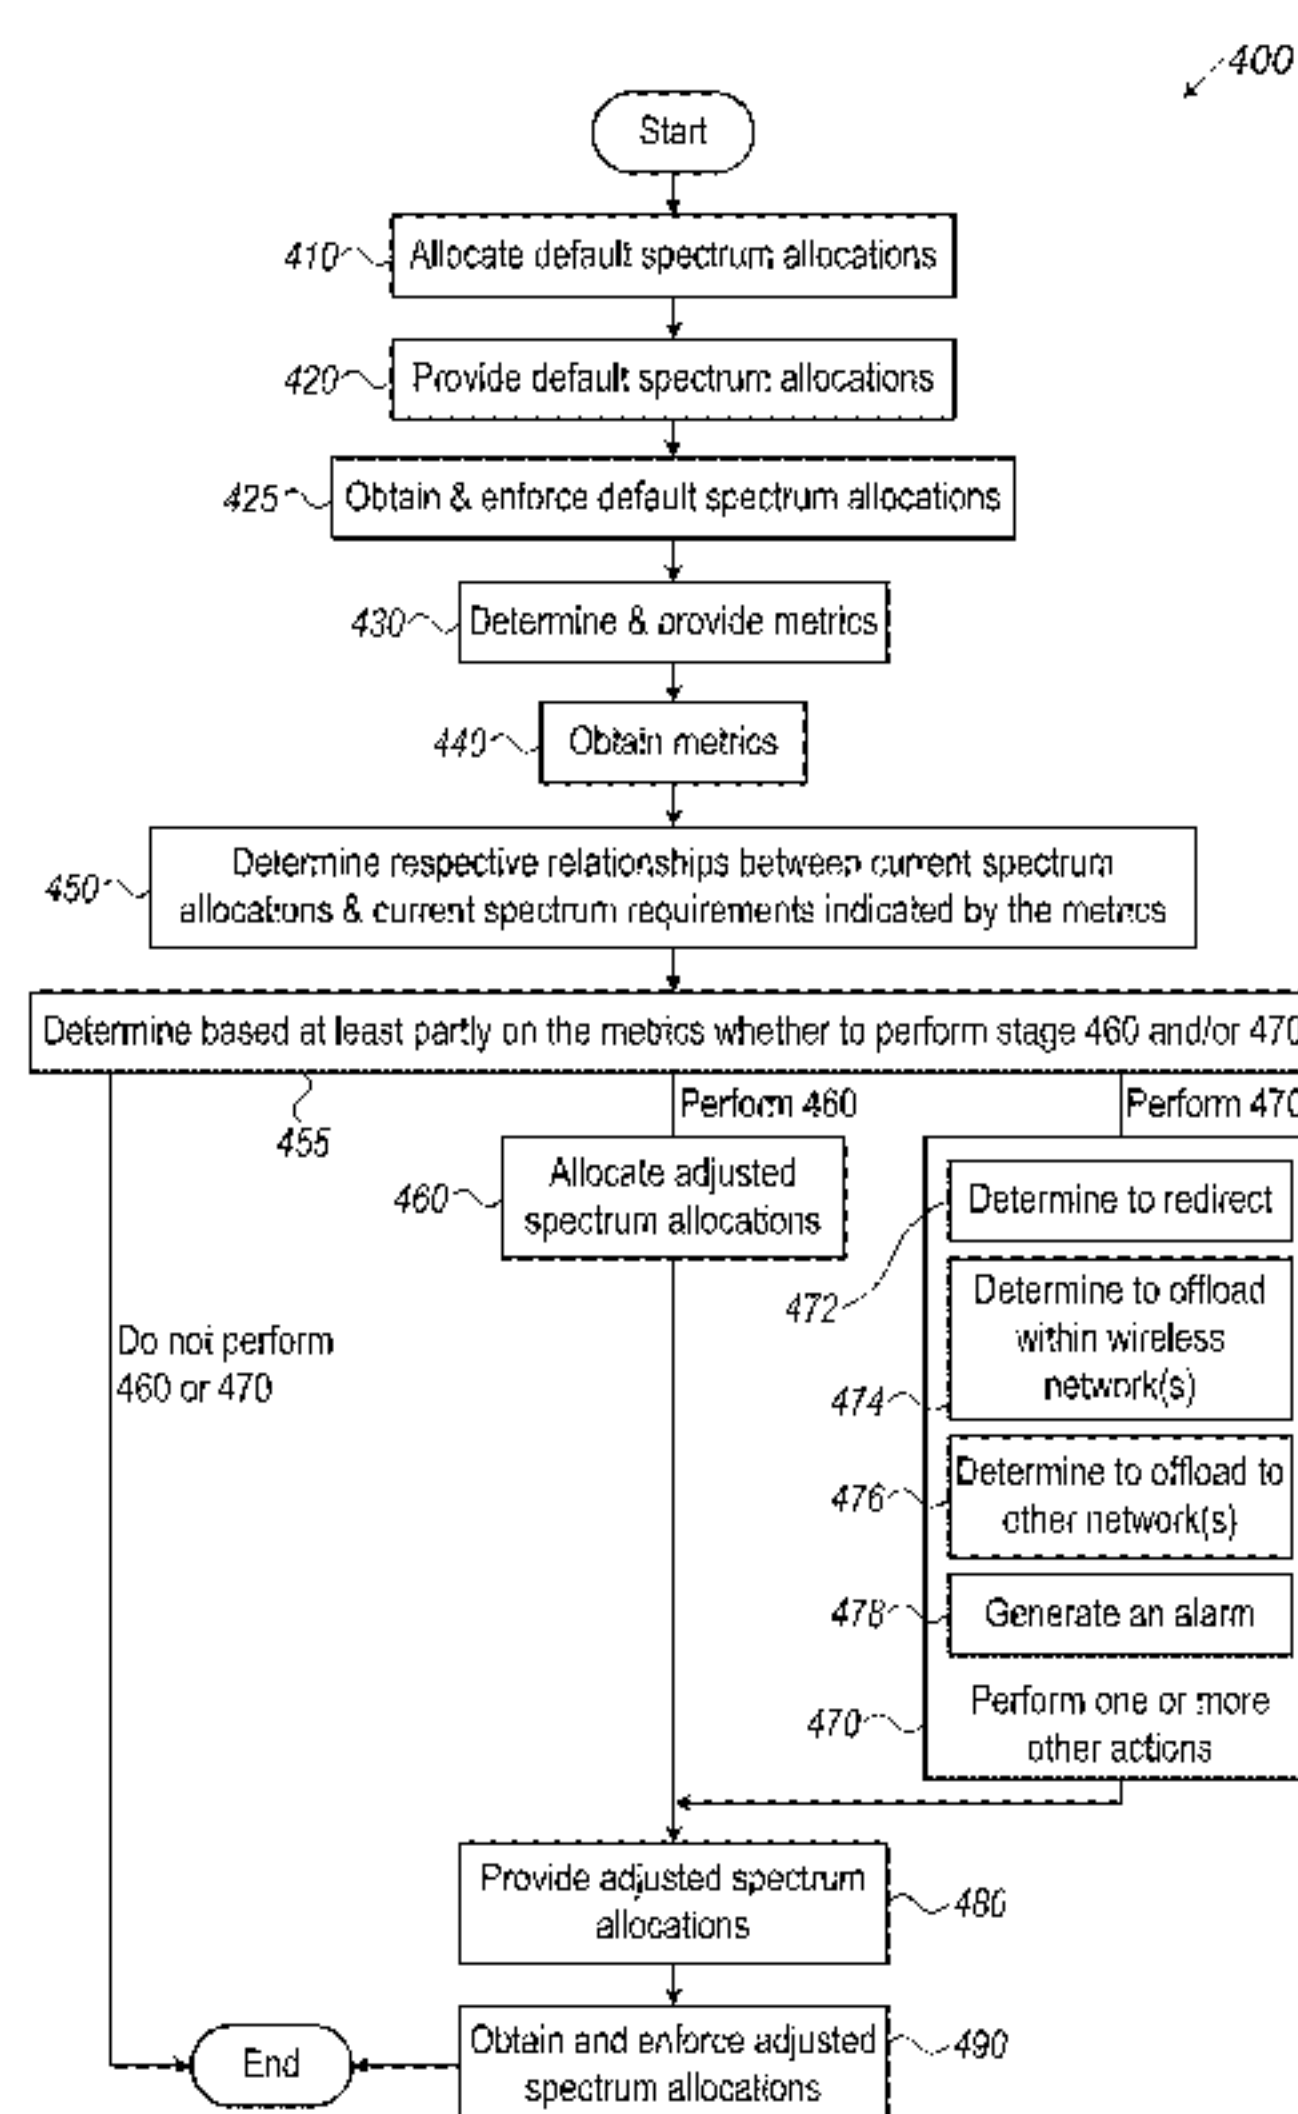 400
Start
410
Allocate default spectrum allocations
420
Provide default spectrum allocations
425
Obtain & enforce default spectrum allocations
430
Determine & provide metrics
440
Obtain metrics
450
Determine respective relationships between current spectrum
allocations & current spectrum requirements indicated by the metrics
Determine based at least partly on the metrics whether to perform stage 460 and/or 470
455
Perform 460
Perform 470
460
Allocate adjusted
spectrum allocations
Determine to redirect
472
Determine to offload
within wireless
network(s)
474
Do not perform
460 or 470
Determine to offload to
other network(s)
476
478
Generate an alarm
470
Perform one or more
other actions
Provide adjusted spectrum
allocations
480
Obtain and enforce adjusted
spectrum allocations
490
End